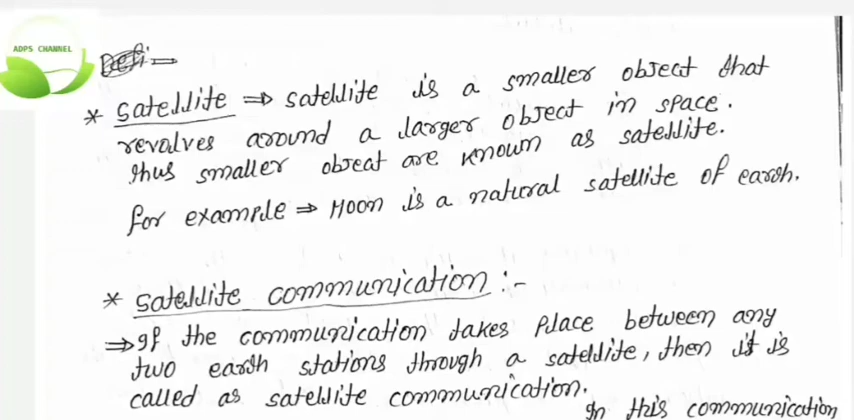 ADPS CHANNEL
* satellite ⇒ satellite is a smaller object that
revolves around a larger object in space.
thus smaller object are known as satellite.
for example ⇒ Moon is a natural satellite of earth.
* satellite communication :-
⇒ If the communication takes place between any
two earth stations through a satellite, then it is
called as satellite communication.
In this communication